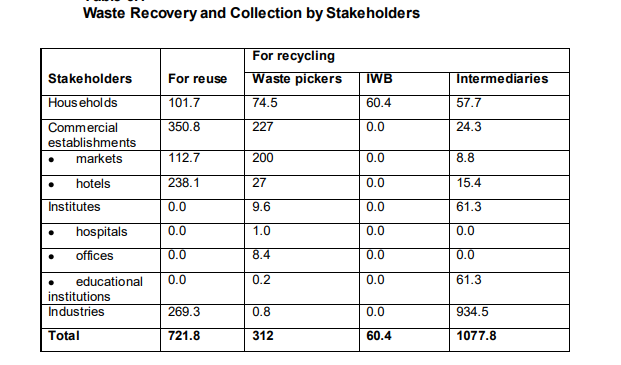 Waste Recovery and Collection by Stakeholders
For recycling
Stakeholders For reuse Waste pickers IWB Intermediaries
Households 101.7 74.5 60.4 57.7
Commercial 350.8 227 0.0 24.3
establishments
• markets 112.7 200 0.0 8.8
• hotels 238.1 27 0.0 15.4
Institutes 0.0 9.6 0.0 61.3
• hospitals 0.0 1.0 0.0 0.0
• offices 0.0 8.4 0.0 0.0
• educational 0.0 0.2 0.0 61.3
institutions
Industries 269.3 0.8 0.0 934.5
Total 721.8 312 60.4 1077.8